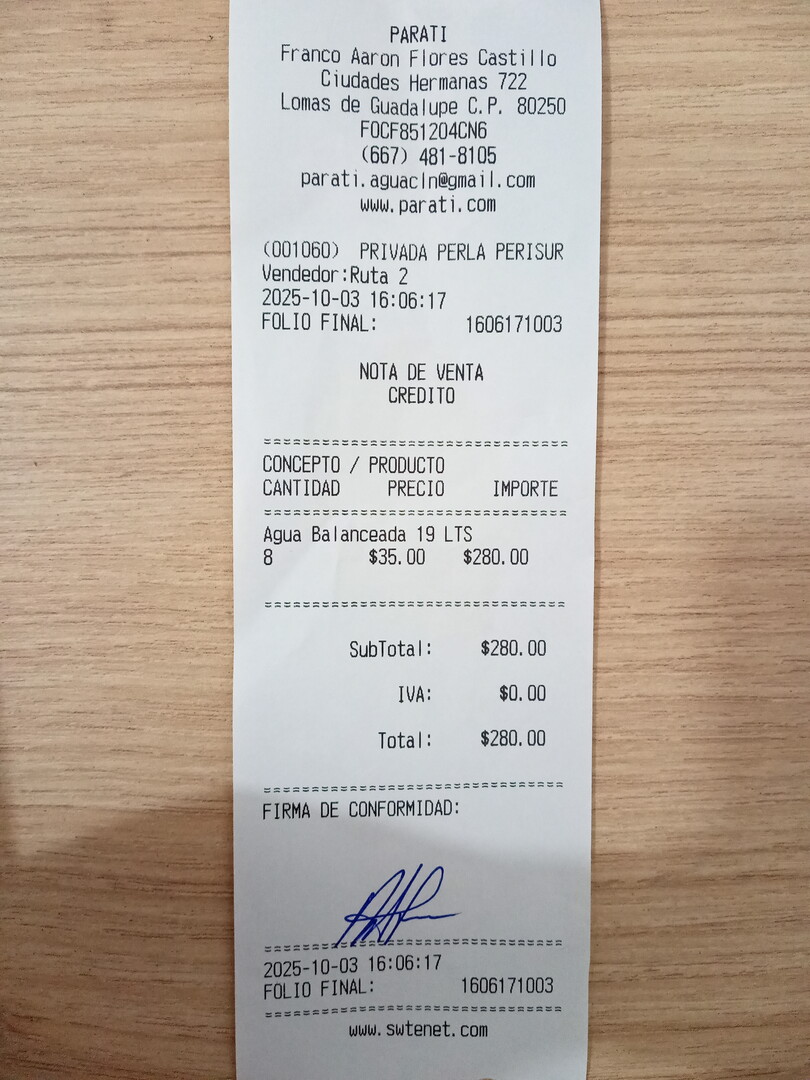 PARATI
Franco Aaron Flores Castillo
Ciudades Hermanas 722
Lomas de Guadalupe C.P. 80250
FOCF851204CN6
(667) 481-8105
parati.aguacln@gmail.com
www.parati.com
(001060) PRIVADA PERLA PERISUR
Vendedor:Ruta 2
2025-10-03 16:06:17
FOLIO FINAL: 1606171003
NOTA DE VENTA
CREDITO
================================
CONCEPTO / PRODUCTO
CANTIDAD PRECIO IMPORTE
================================
Agua Balanceada 19 LTS
8 $35.00 $280.00
================================
SubTotal: $280.00
IVA: $0.00
Total: $280.00
================================
FIRMA DE CONFORMIDAD:
================================
2025-10-03 16:06:17
FOLIO FINAL: 1606171003
================================
www.swtenet.com